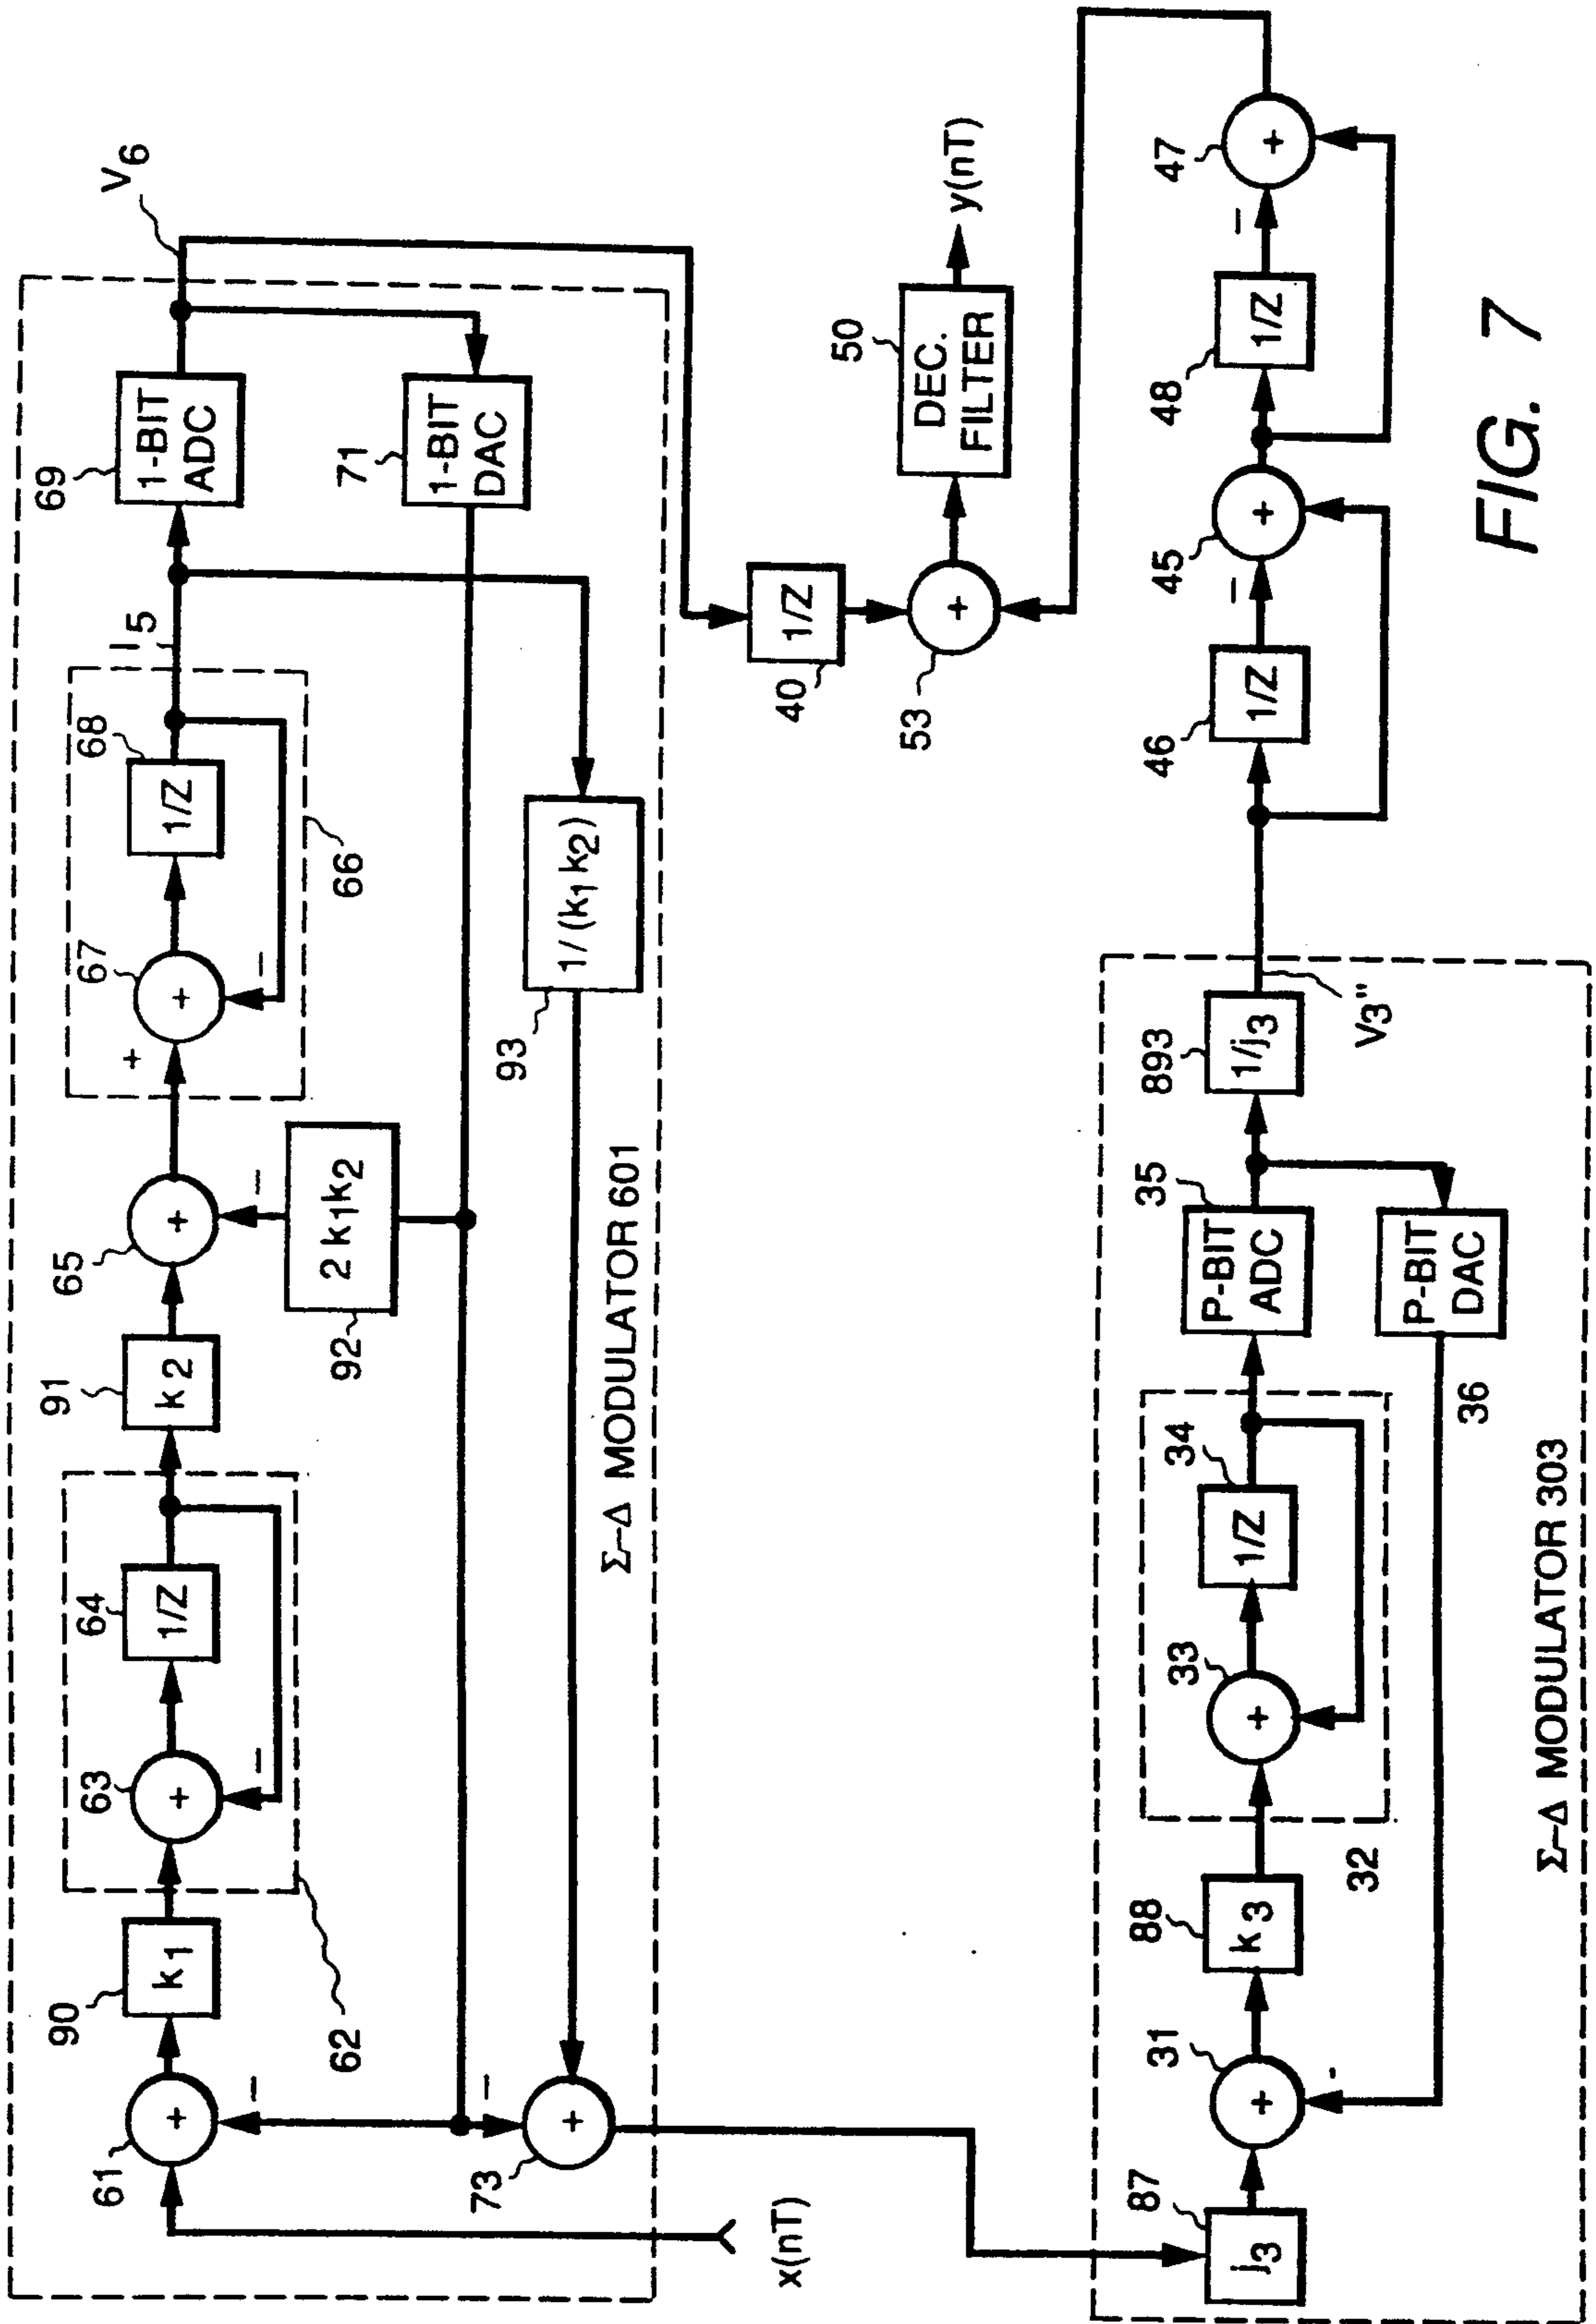 V6
69
1-BIT
ADC
71
1-BIT
DAC
I5
68
1/Z
67
+
+
−
66
93
1/(k1 k2)
65
+
−
2 k1k2
92
91
k2
64
1/Z
63
+
−
62
90
k1
61
+
−
−
73
+
x(nT)
Σ–Δ MODULATOR 601
40
1/Z
53
+
50
DEC.
FILTER
y(nT)
87
j3
31
+
-
88
k3
32
33
+
34
1/Z
35
P-BIT
ADC
P-BIT
DAC
36
893
1/j3
V3"
Σ–Δ MODULATOR 303
46
1/Z
−
45
+
48
1/Z
−
47
+
FIG. 7